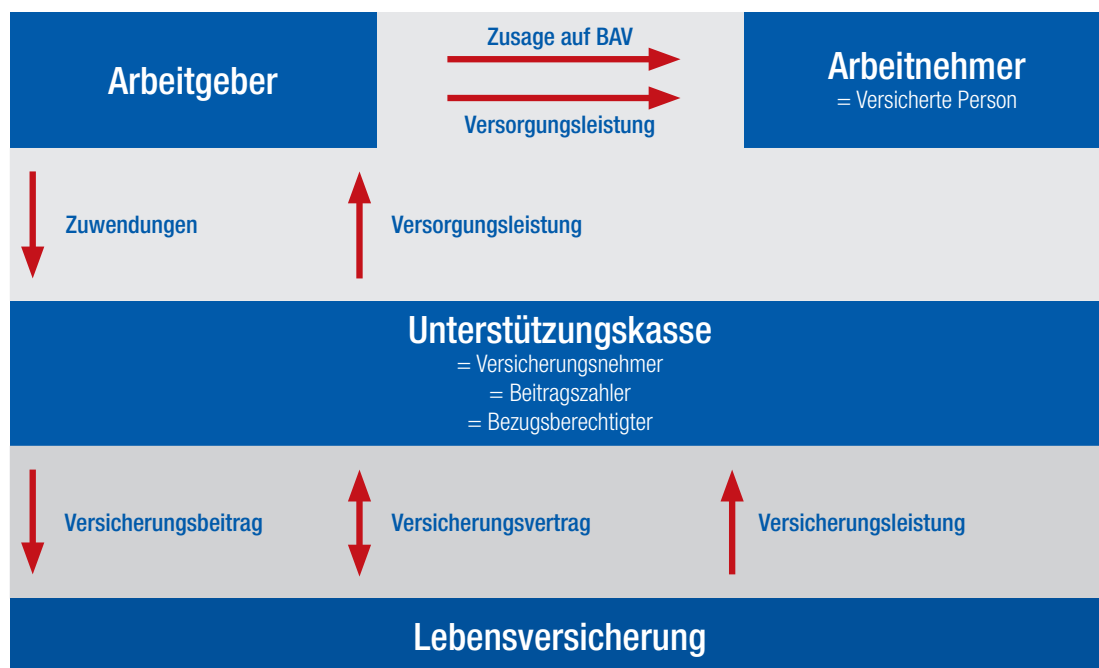 Arbeitgeber
Zusage auf BAV
Versorgungsleistung
Arbeitnehmer
= Versicherte Person
Zuwendungen
Versorgungsleistung
Unterstützungskasse
= Versicherungsnehmer
= Beitragszahler
= Bezugsberechtigter
Versicherungsbeitrag
Versicherungsvertrag
Versicherungsleistung
Lebensversicherung